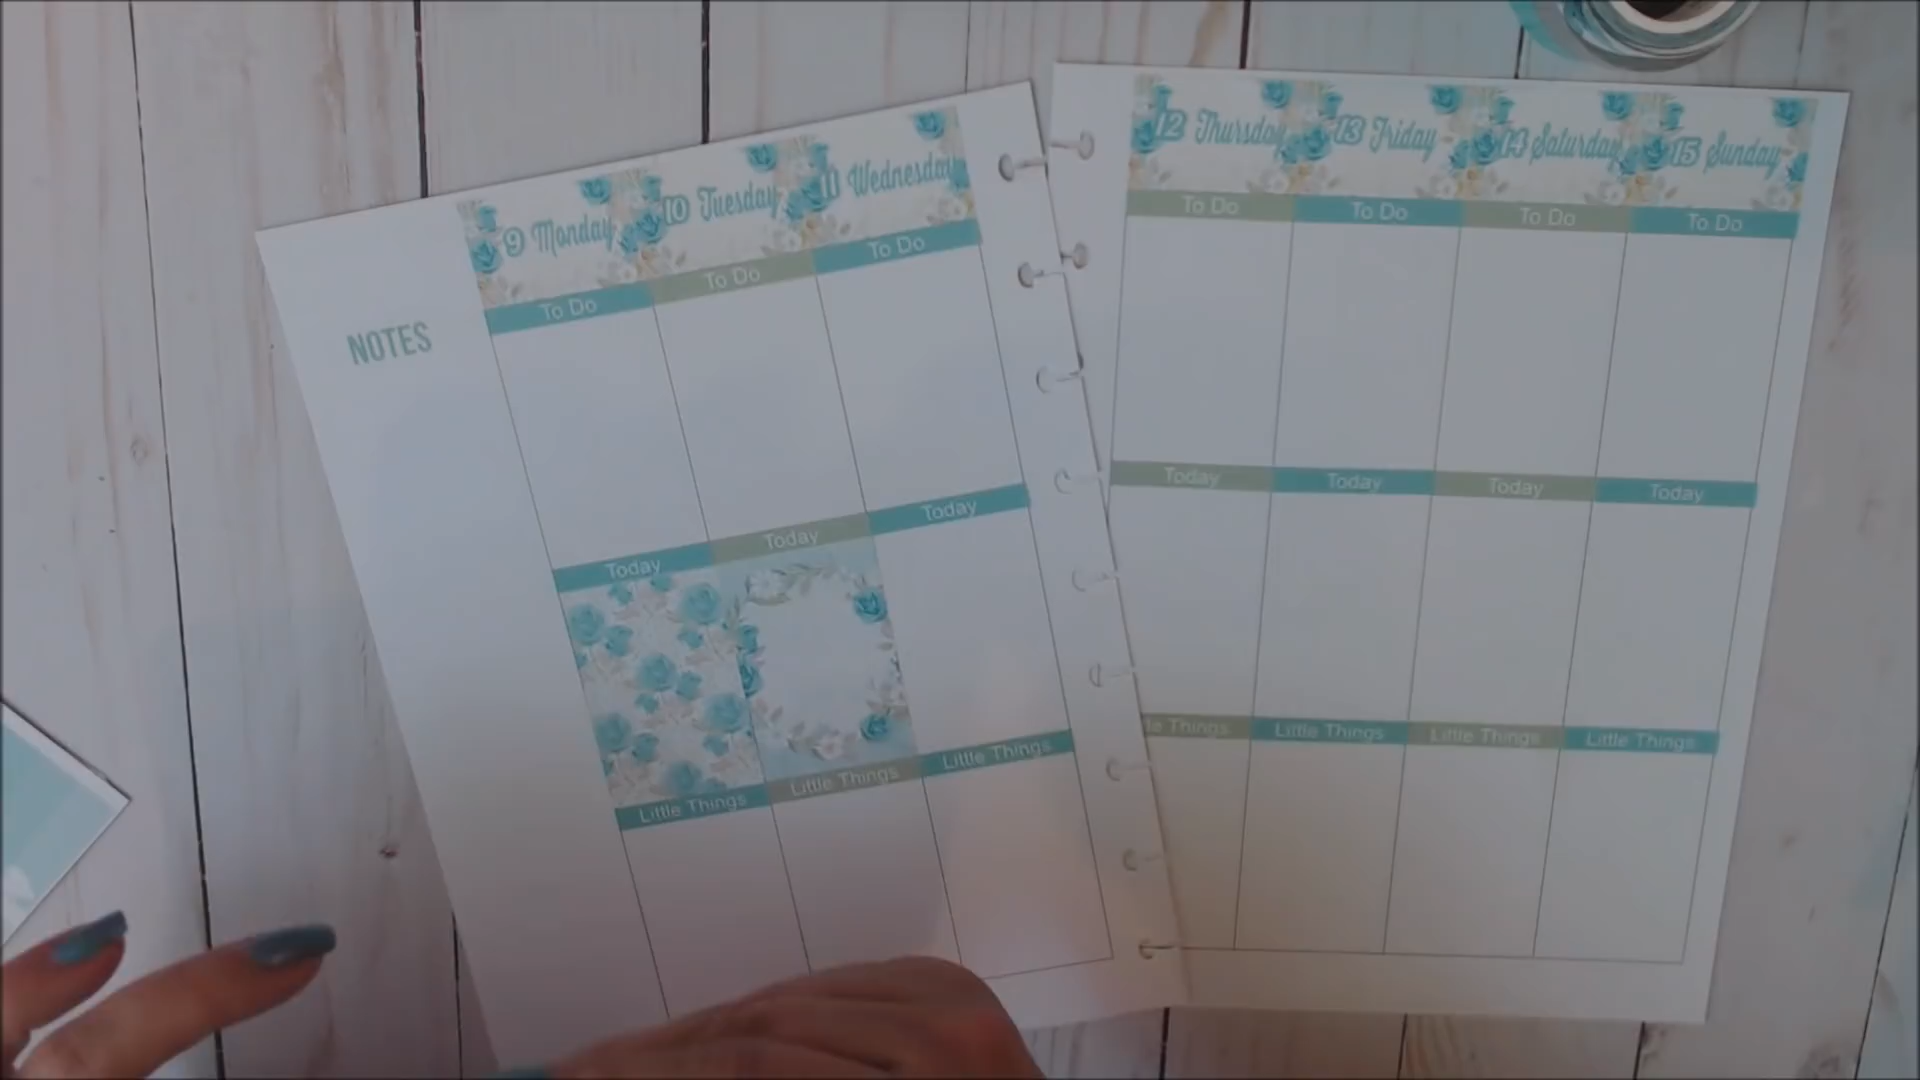 NOTES
9 Monday 10 Tuesday 11 Wednesday
To Do To Do To Do
Today Today Today
Little Things Little Things Little Things
12 Thursday 13 Friday 14 Saturday 15 Sunday
To Do To Do To Do To Do
Today Today Today Today
le Things Little Things Little Things Little Things